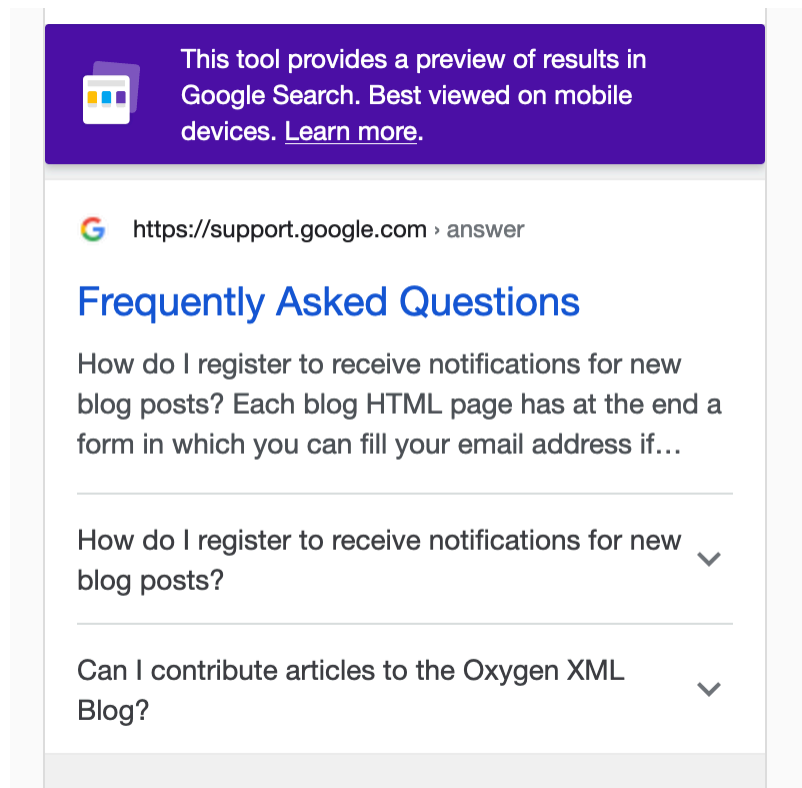 This tool provides a preview of results in
Google Search. Best viewed on mobile
devices. Learn more.
https://support.google.com › answer
Frequently Asked Questions
How do I register to receive notifications for new
blog posts? Each blog HTML page has at the end a
form in which you can fill your email address if…
How do I register to receive notifications for new
blog posts?
Can I contribute articles to the Oxygen XML
Blog?